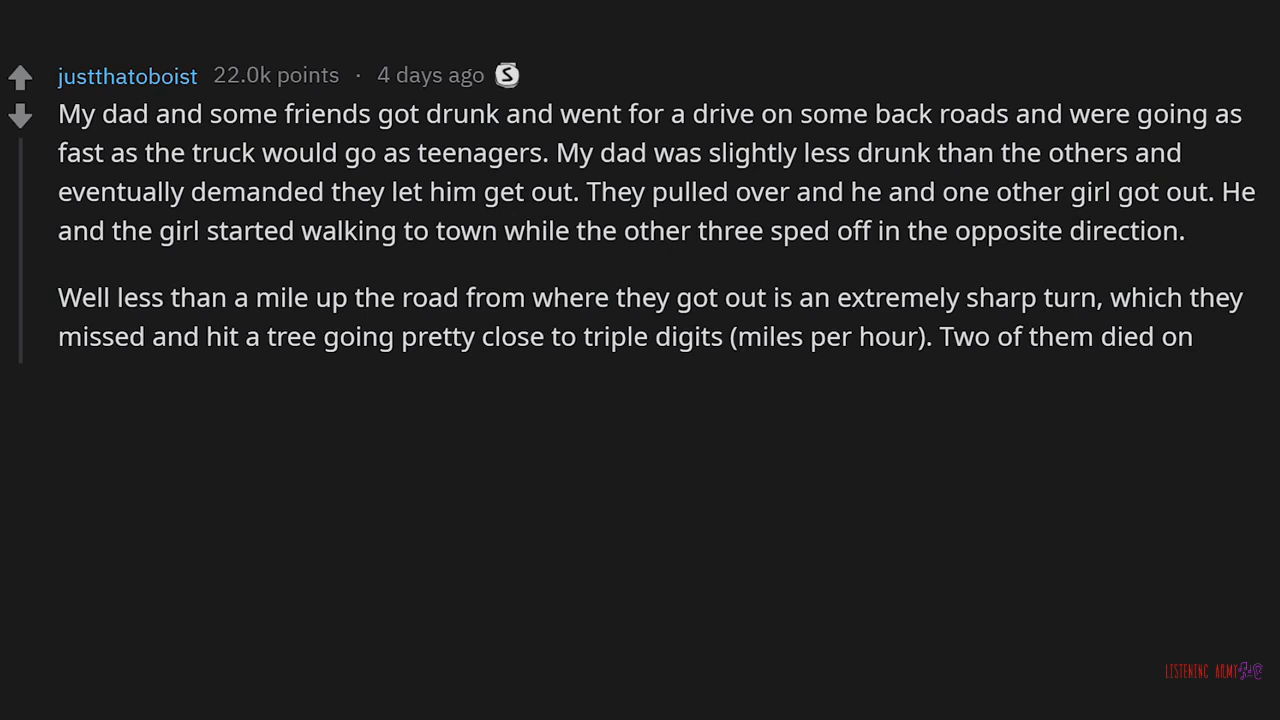 justthatoboist 22.0k points · 4 days ago S
My dad and some friends got drunk and went for a drive on some back roads and were going as
fast as the truck would go as teenagers. My dad was slightly less drunk than the others and
eventually demanded they let him get out. They pulled over and he and one other girl got out. He
and the girl started walking to town while the other three sped off in the opposite direction.
Well less than a mile up the road from where they got out is an extremely sharp turn, which they
missed and hit a tree going pretty close to triple digits (miles per hour). Two of them died on
LISTENING ARMY